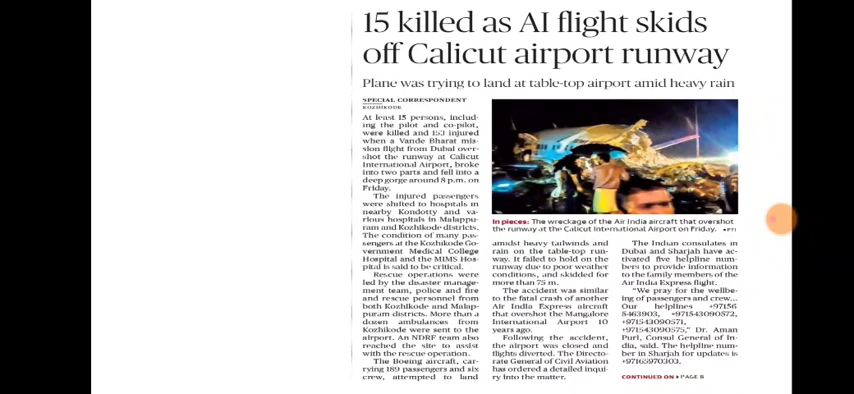 15 killed as AI flight skids
off Calicut airport runway
Plane was trying to land at table-top airport amid heavy rain
SPECIAL CORRESPONDENT
KOZHIKODE
At least 15 persons, includ-
ing the pilot and co-pilot,
were killed and 153 injured
when a Vande Bharat mis-
sion flight from Dubai over-
shot the runway at Calicut
International Airport, broke
into two parts and fell into a
deep gorge around 8 p.m. on
Friday.
The injured passengers
were shifted to hospitals in
nearby Kondotty and va-
rious hospitals in Malappu-
ram and Kozhikode districts.
The condition of many pas-
sengers at the Kozhikode Go-
vernment Medical College
Hospital and the MIMS Hos-
pital is said to be critical.
Rescue operations were
led by the disaster manage-
ment team, police and fire
and rescue personnel from
both Kozhikode and Malap-
puram districts. More than a
dozen ambulances from
Kozhikode were sent to the
airport. An NDRF team also
reached the site to assist
with the rescue operation.
The Boeing aircraft, car-
rying 189 passengers and six
crew, attempted to land
In pieces: The wreckage of the Air India aircraft that overshot
the runway at the Calicut International Airport on Friday. •PTI
amidst heavy tailwinds and
rain on the table-top run-
way. It failed to hold on the
runway due to poor weather
conditions, and skidded for
more than 75 m.
The accident was similar
to the fatal crash of another
Air India Express aircraft
that overshot the Mangalore
International Airport 10
years ago.
Following the accident,
the airport was closed and
flights diverted. The Directo-
rate General of Civil Aviation
has ordered a detailed inqui-
ry into the matter.
The Indian consulates in
Dubai and Sharjah have ac-
tivated five helpline num-
bers to provide information
to the family members of the
Air India Express flight.
“We pray for the wellbe-
ing of passengers and crew...
Our helplines +97156
5463903, +971543090572,
+971543090571,
+971543090575,” Dr. Aman
Puri, Consul General of In-
dia, said. The helpline num-
ber in Sharjah for updates is
+97165970303.
CONTINUED ON ▸ PAGE 8